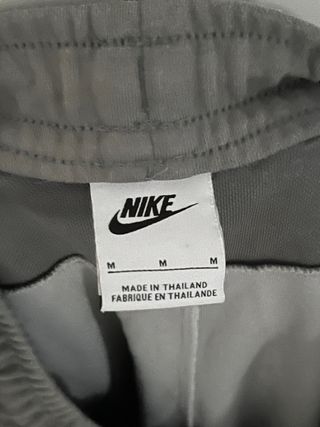 NIKE
M M M
MADE IN THAILAND
FABRIQUE EN THAILANDE